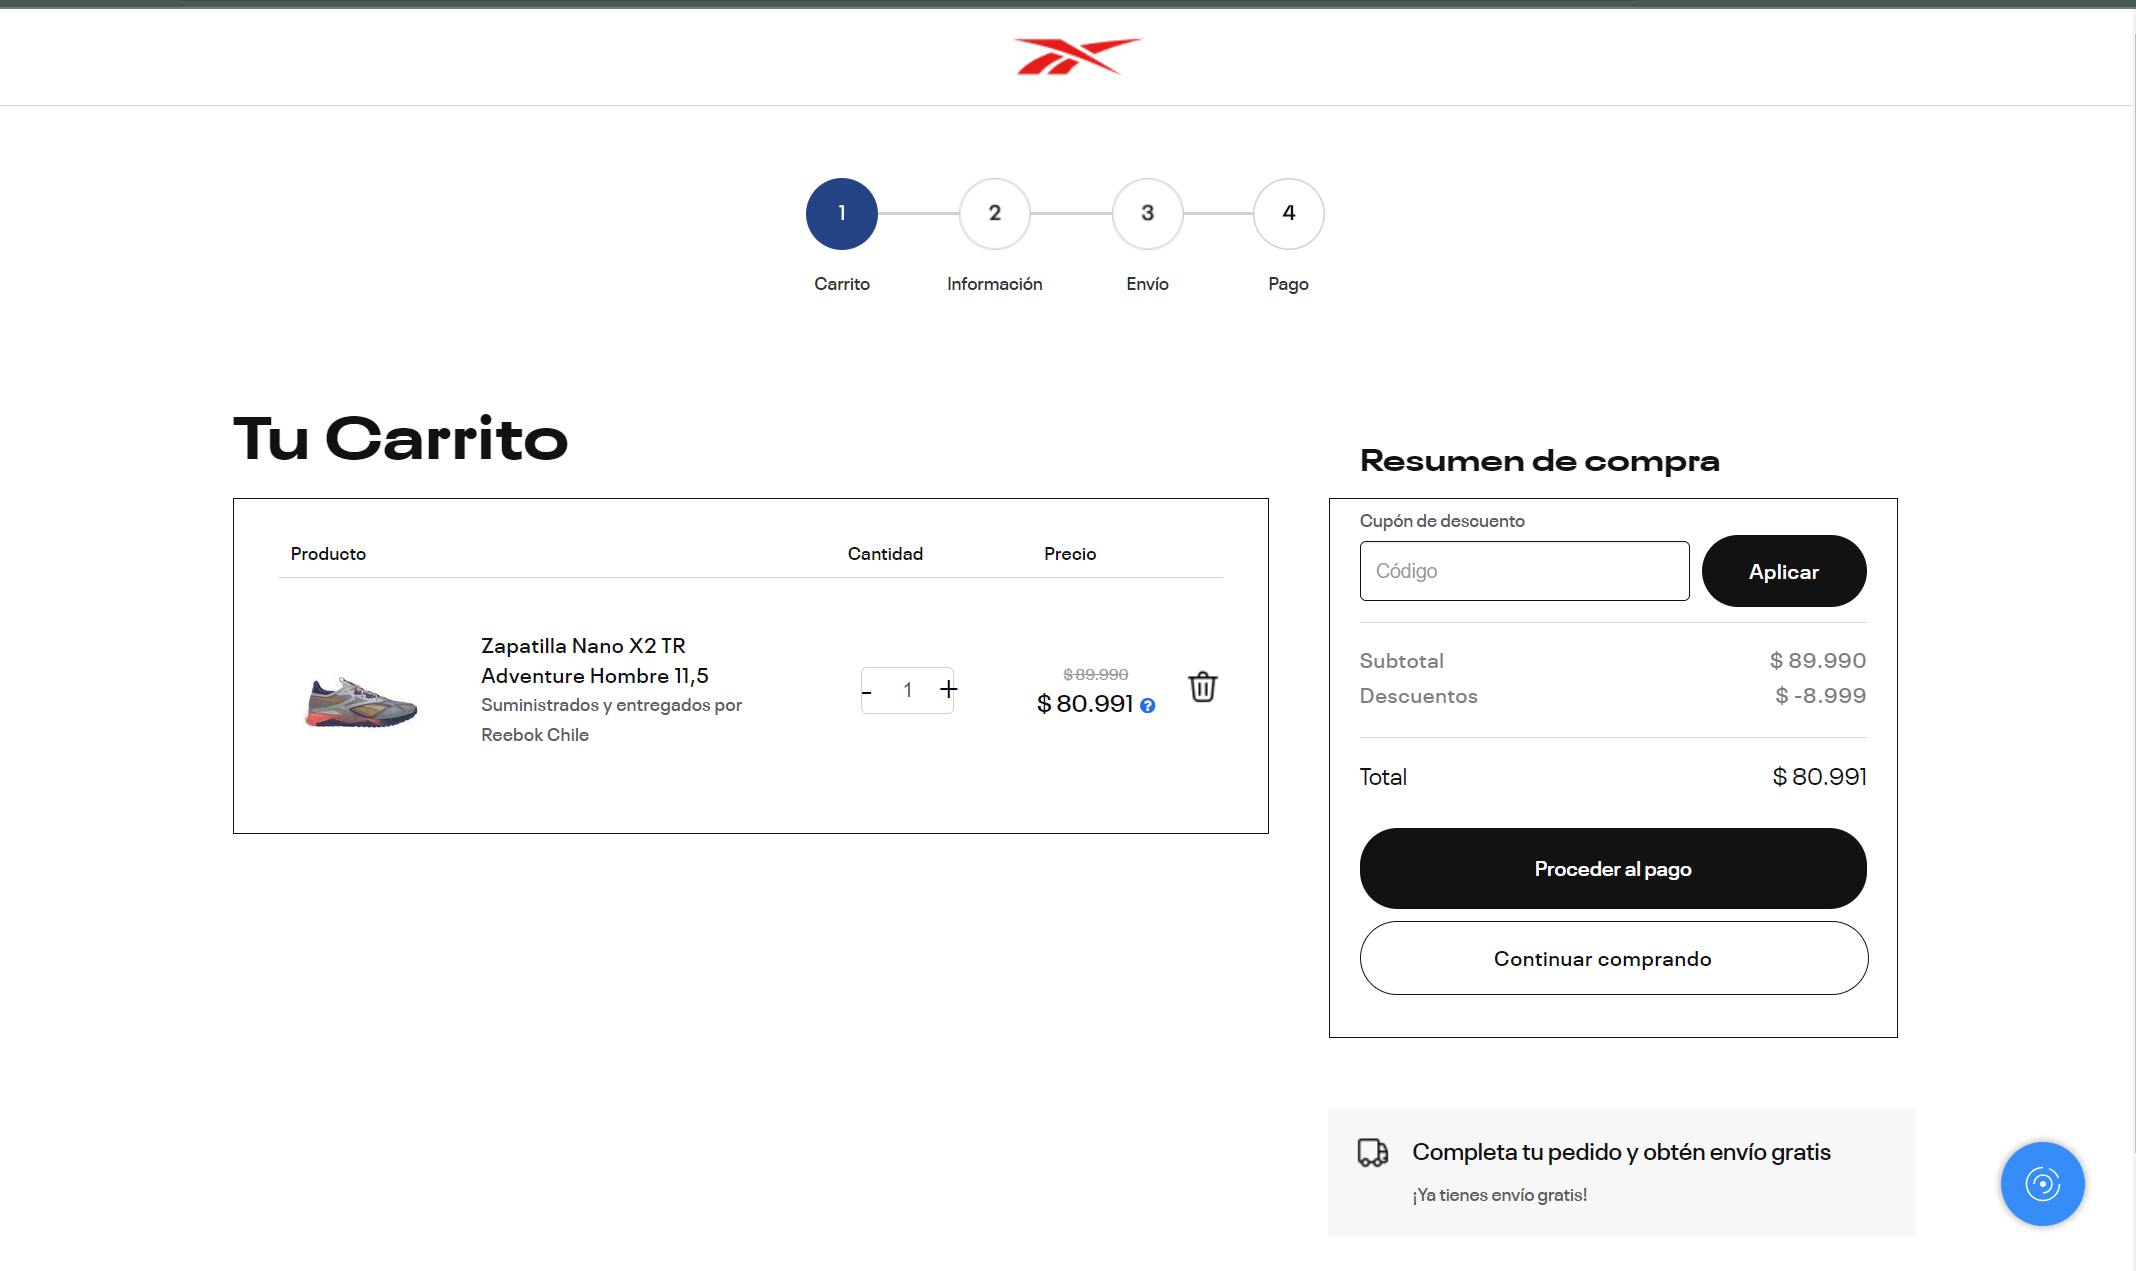 1
2
3
4
Carrito
Información
Envío
Pago
Tu Carrito
Producto
Cantidad
Precio
Zapatilla Nano X2 TR
Adventure Hombre 11,5
Suministrados y entregados por
Reebok Chile
- 1 +
$ 89.990
$ 80.991 ?
Resumen de compra
Cupón de descuento
Código
Aplicar
Subtotal $ 89.990
Descuentos $ -8.999
Total $ 80.991
Proceder al pago
Continuar comprando
Completa tu pedido y obtén envío gratis
¡Ya tienes envío gratis!